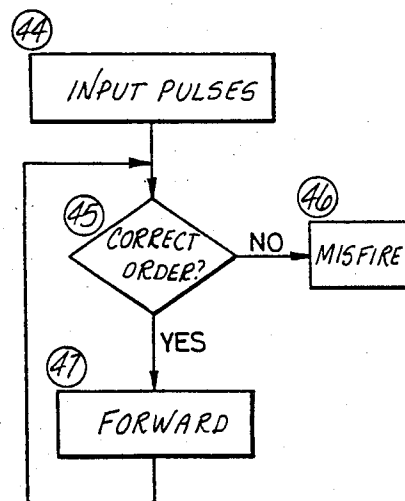 44
INPUT PULSES
45
CORRECT
ORDER?
NO
46
MISFIRE
YES
47
FORWARD